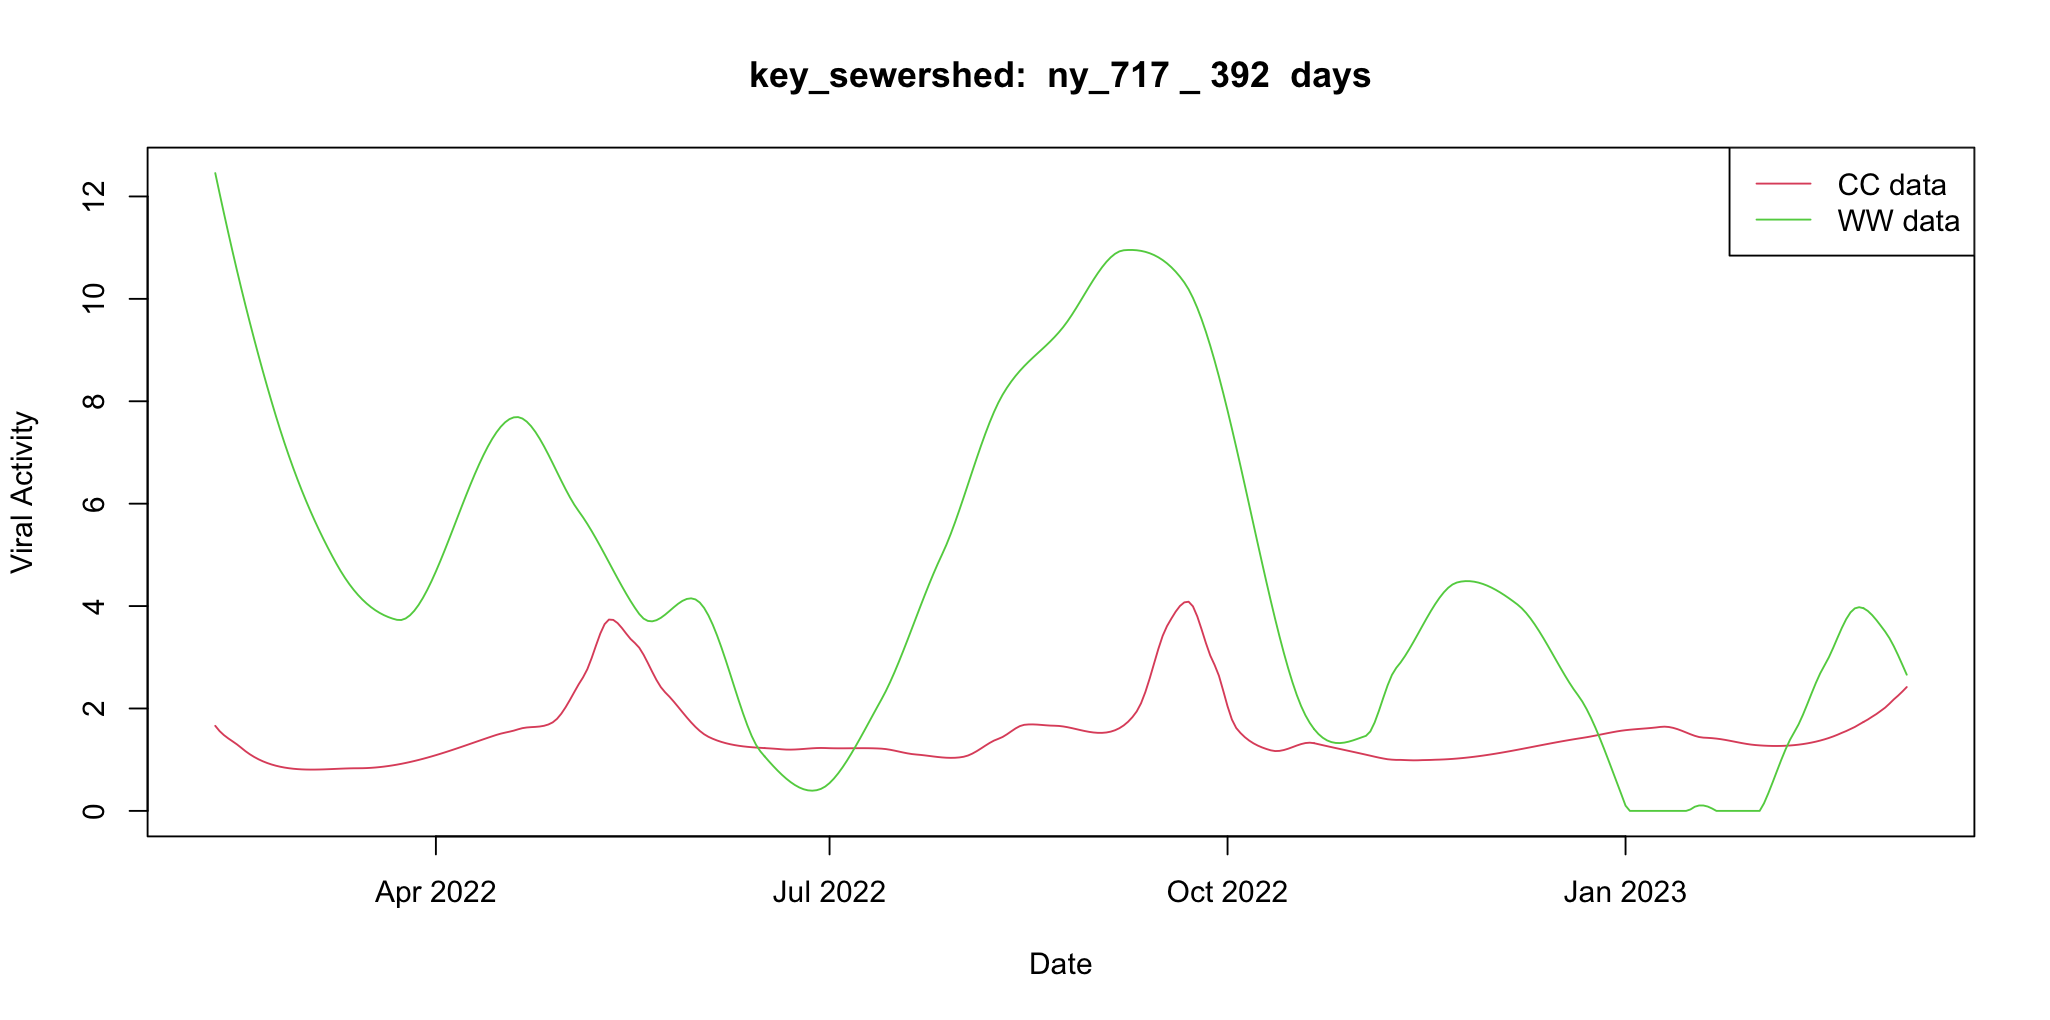 key_sewershed: ny_717 _ 392 days
CC data
WW data
Viral Activity
12
10
8
6
4
2
0
Apr 2022
Jul 2022
Oct 2022
Jan 2023
Date